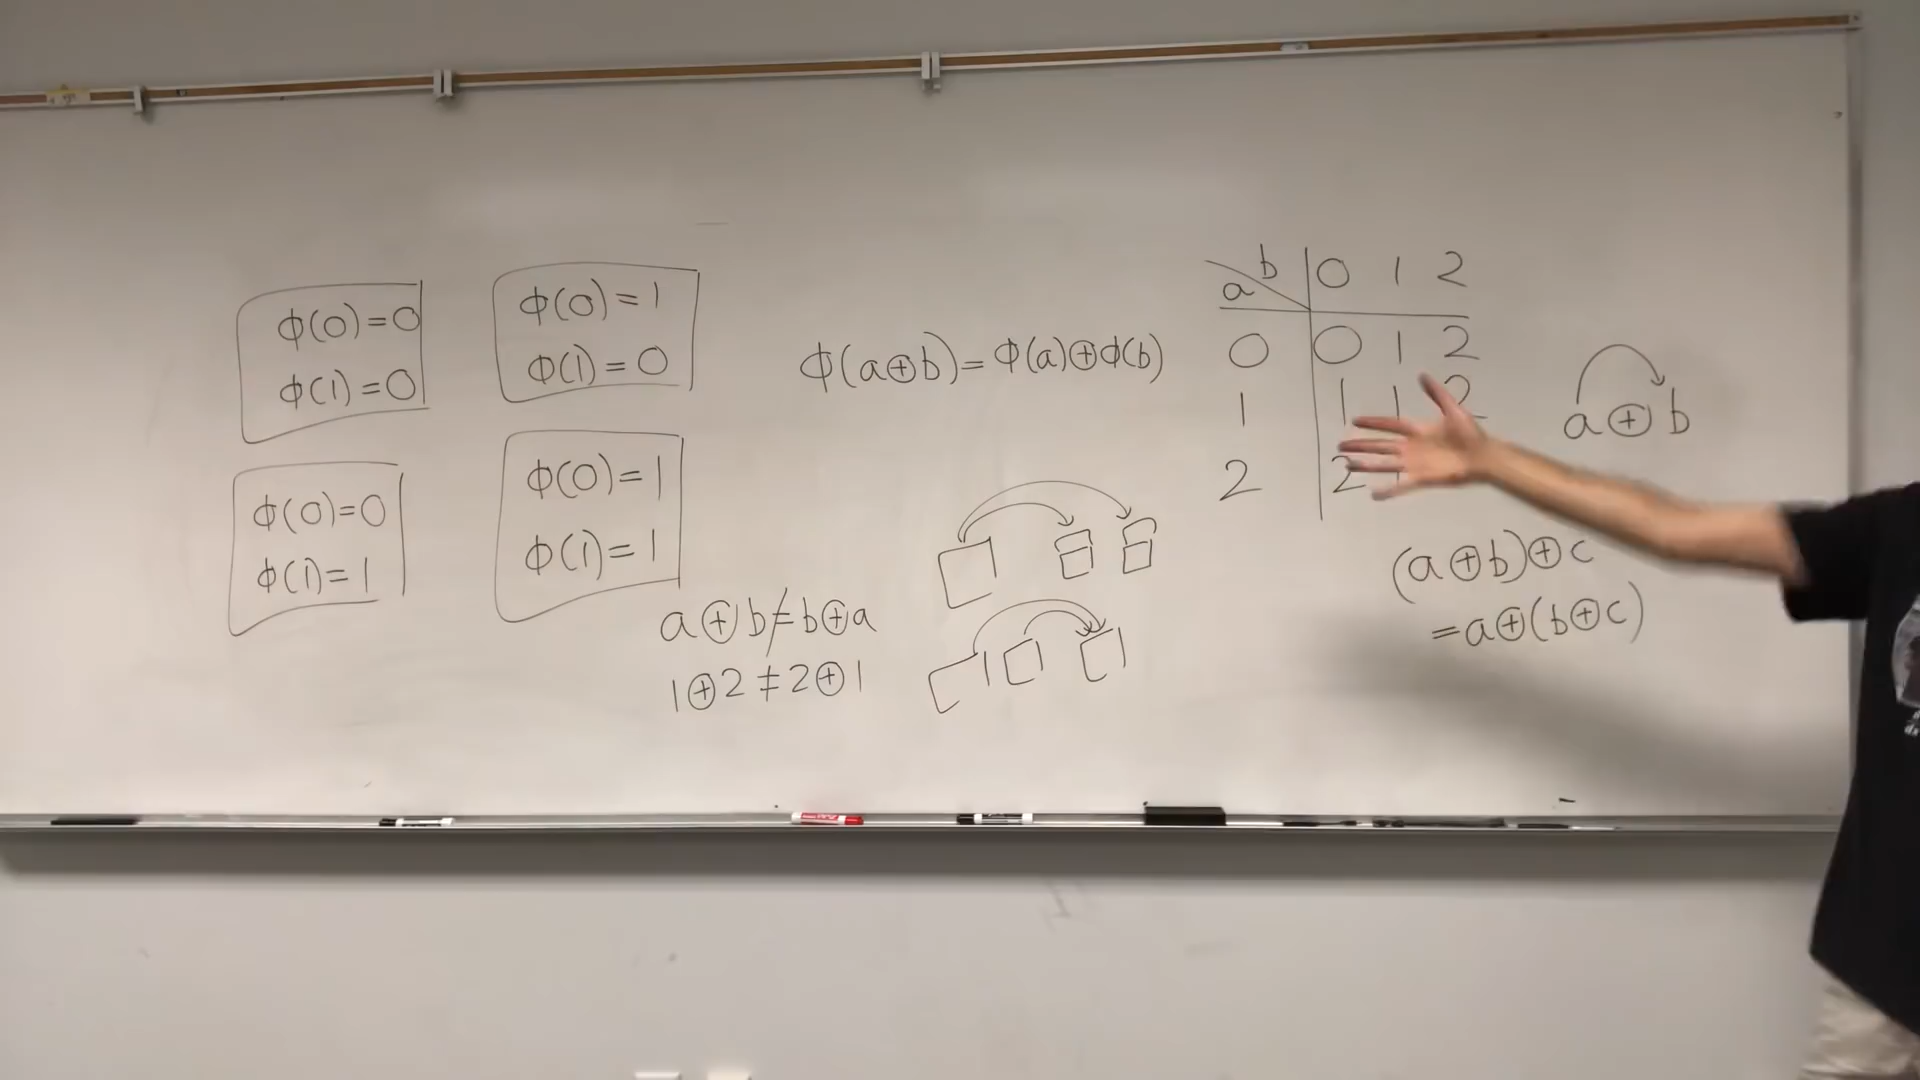 ϕ(0)=0
ϕ(1)=0
ϕ(0)=1
ϕ(1)=0
ϕ(0)=0
ϕ(1)=1
ϕ(0)=1
ϕ(1)=1
ϕ(a⊕b)=ϕ(a)⊕ϕ(b)
a⊕b≠b⊕a
1⊕2≠2⊕1
b 0 1 2
a
0 0 1 2
1 1 1 2
2 2
a⊕b
(a⊕b)⊕c
=a⊕(b⊕c)